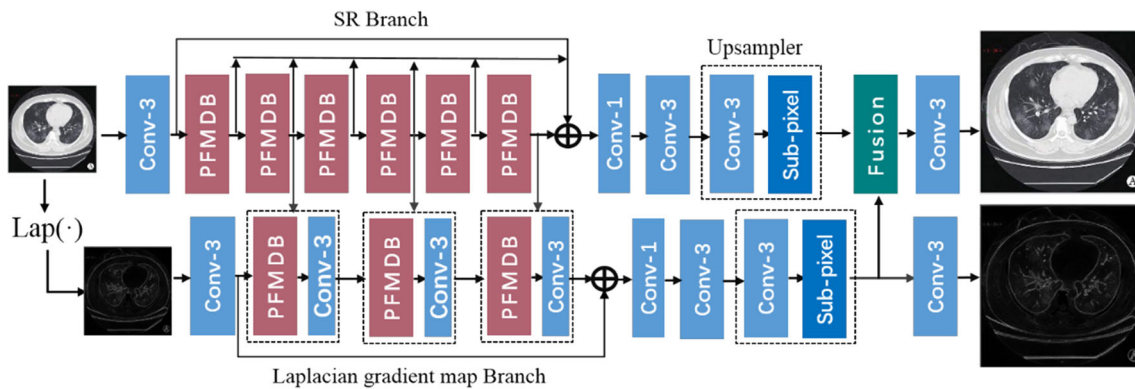 SR Branch
Upsampler
Conv-3
PFMDB
PFMDB
PFMDB
PFMDB
PFMDB
PFMDB
Conv-1
Conv-3
Conv-3
Sub-pixel
Fusion
Conv-3
A
A
Lap(·)
Conv-3
PFMDB
Conv-3
PFMDB
Conv-3
PFMDB
Conv-3
Conv-1
Conv-3
Conv-3
Sub-pixel
Conv-3
Laplacian gradient map Branch